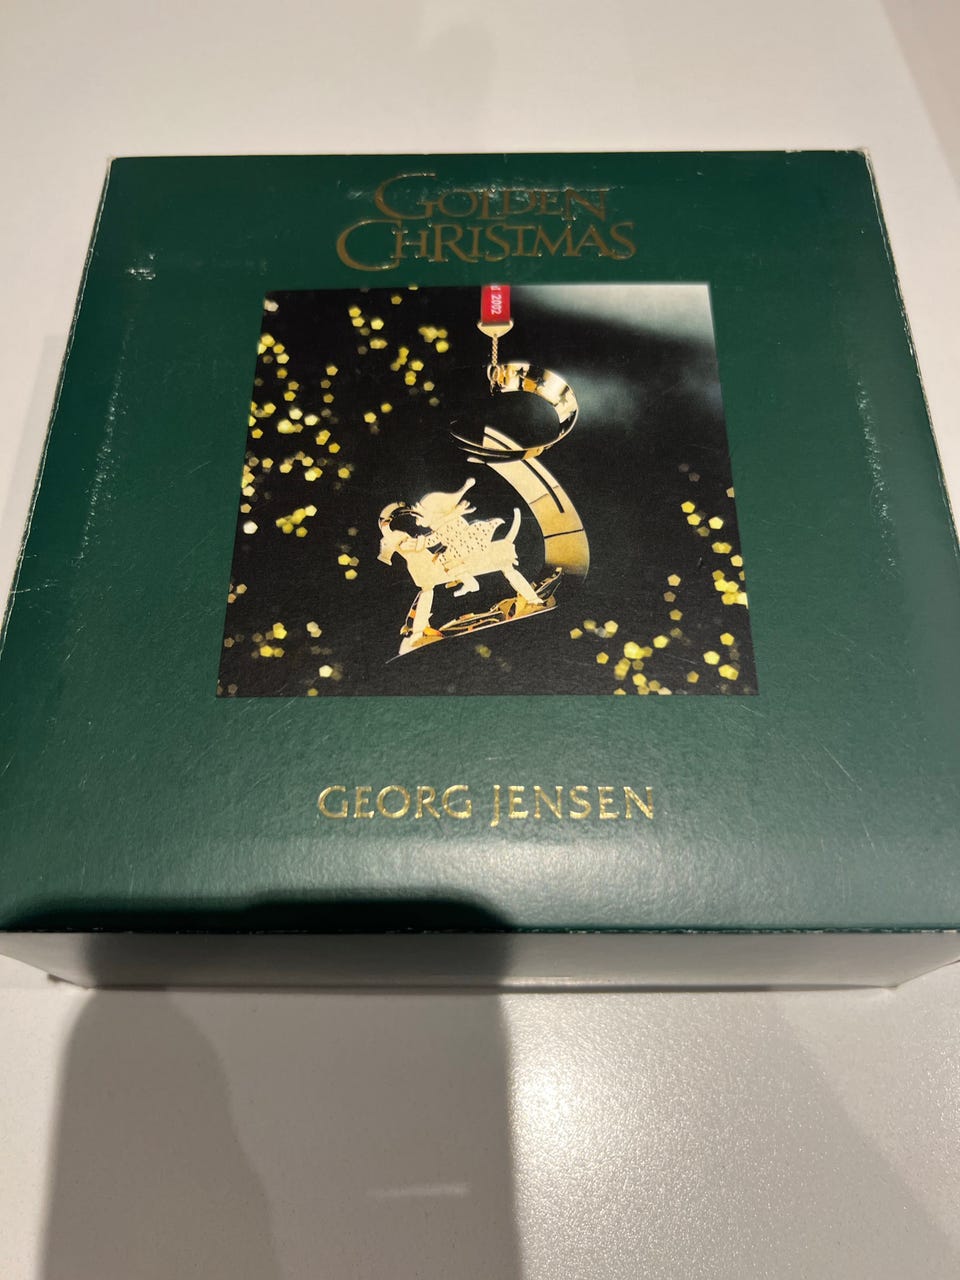 GOLDEN
CHRISTMAS
2002
GEORG JENSEN